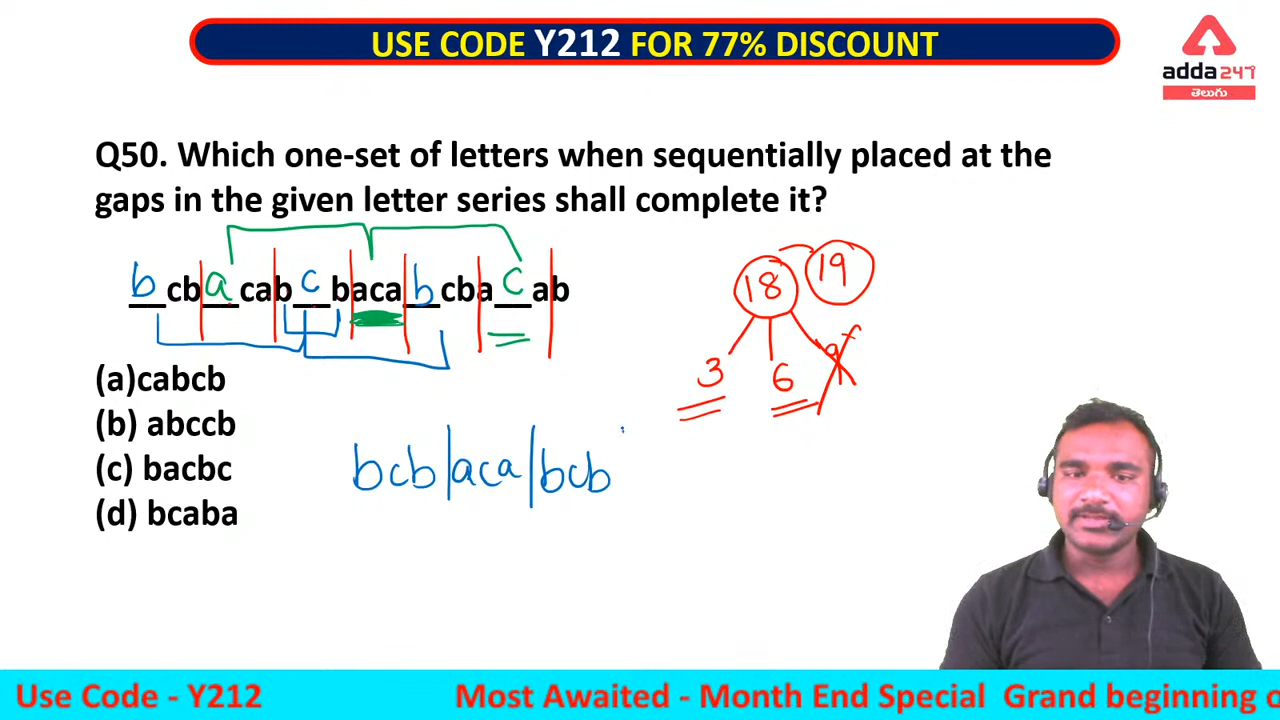 USE CODE Y212 FOR 77% DISCOUNT
adda247
తెలుగు
Q50. Which one-set of letters when sequentially placed at the
gaps in the given letter series shall complete it?
b cb a cab c baca b cba c ab
18 19
3 6 9
(a)cabcb
(b) abccb
(c) bacbc
(d) bcaba
bcb|aca|bcb
Use Code - Y212 Most Awaited - Month End Special Grand beginning